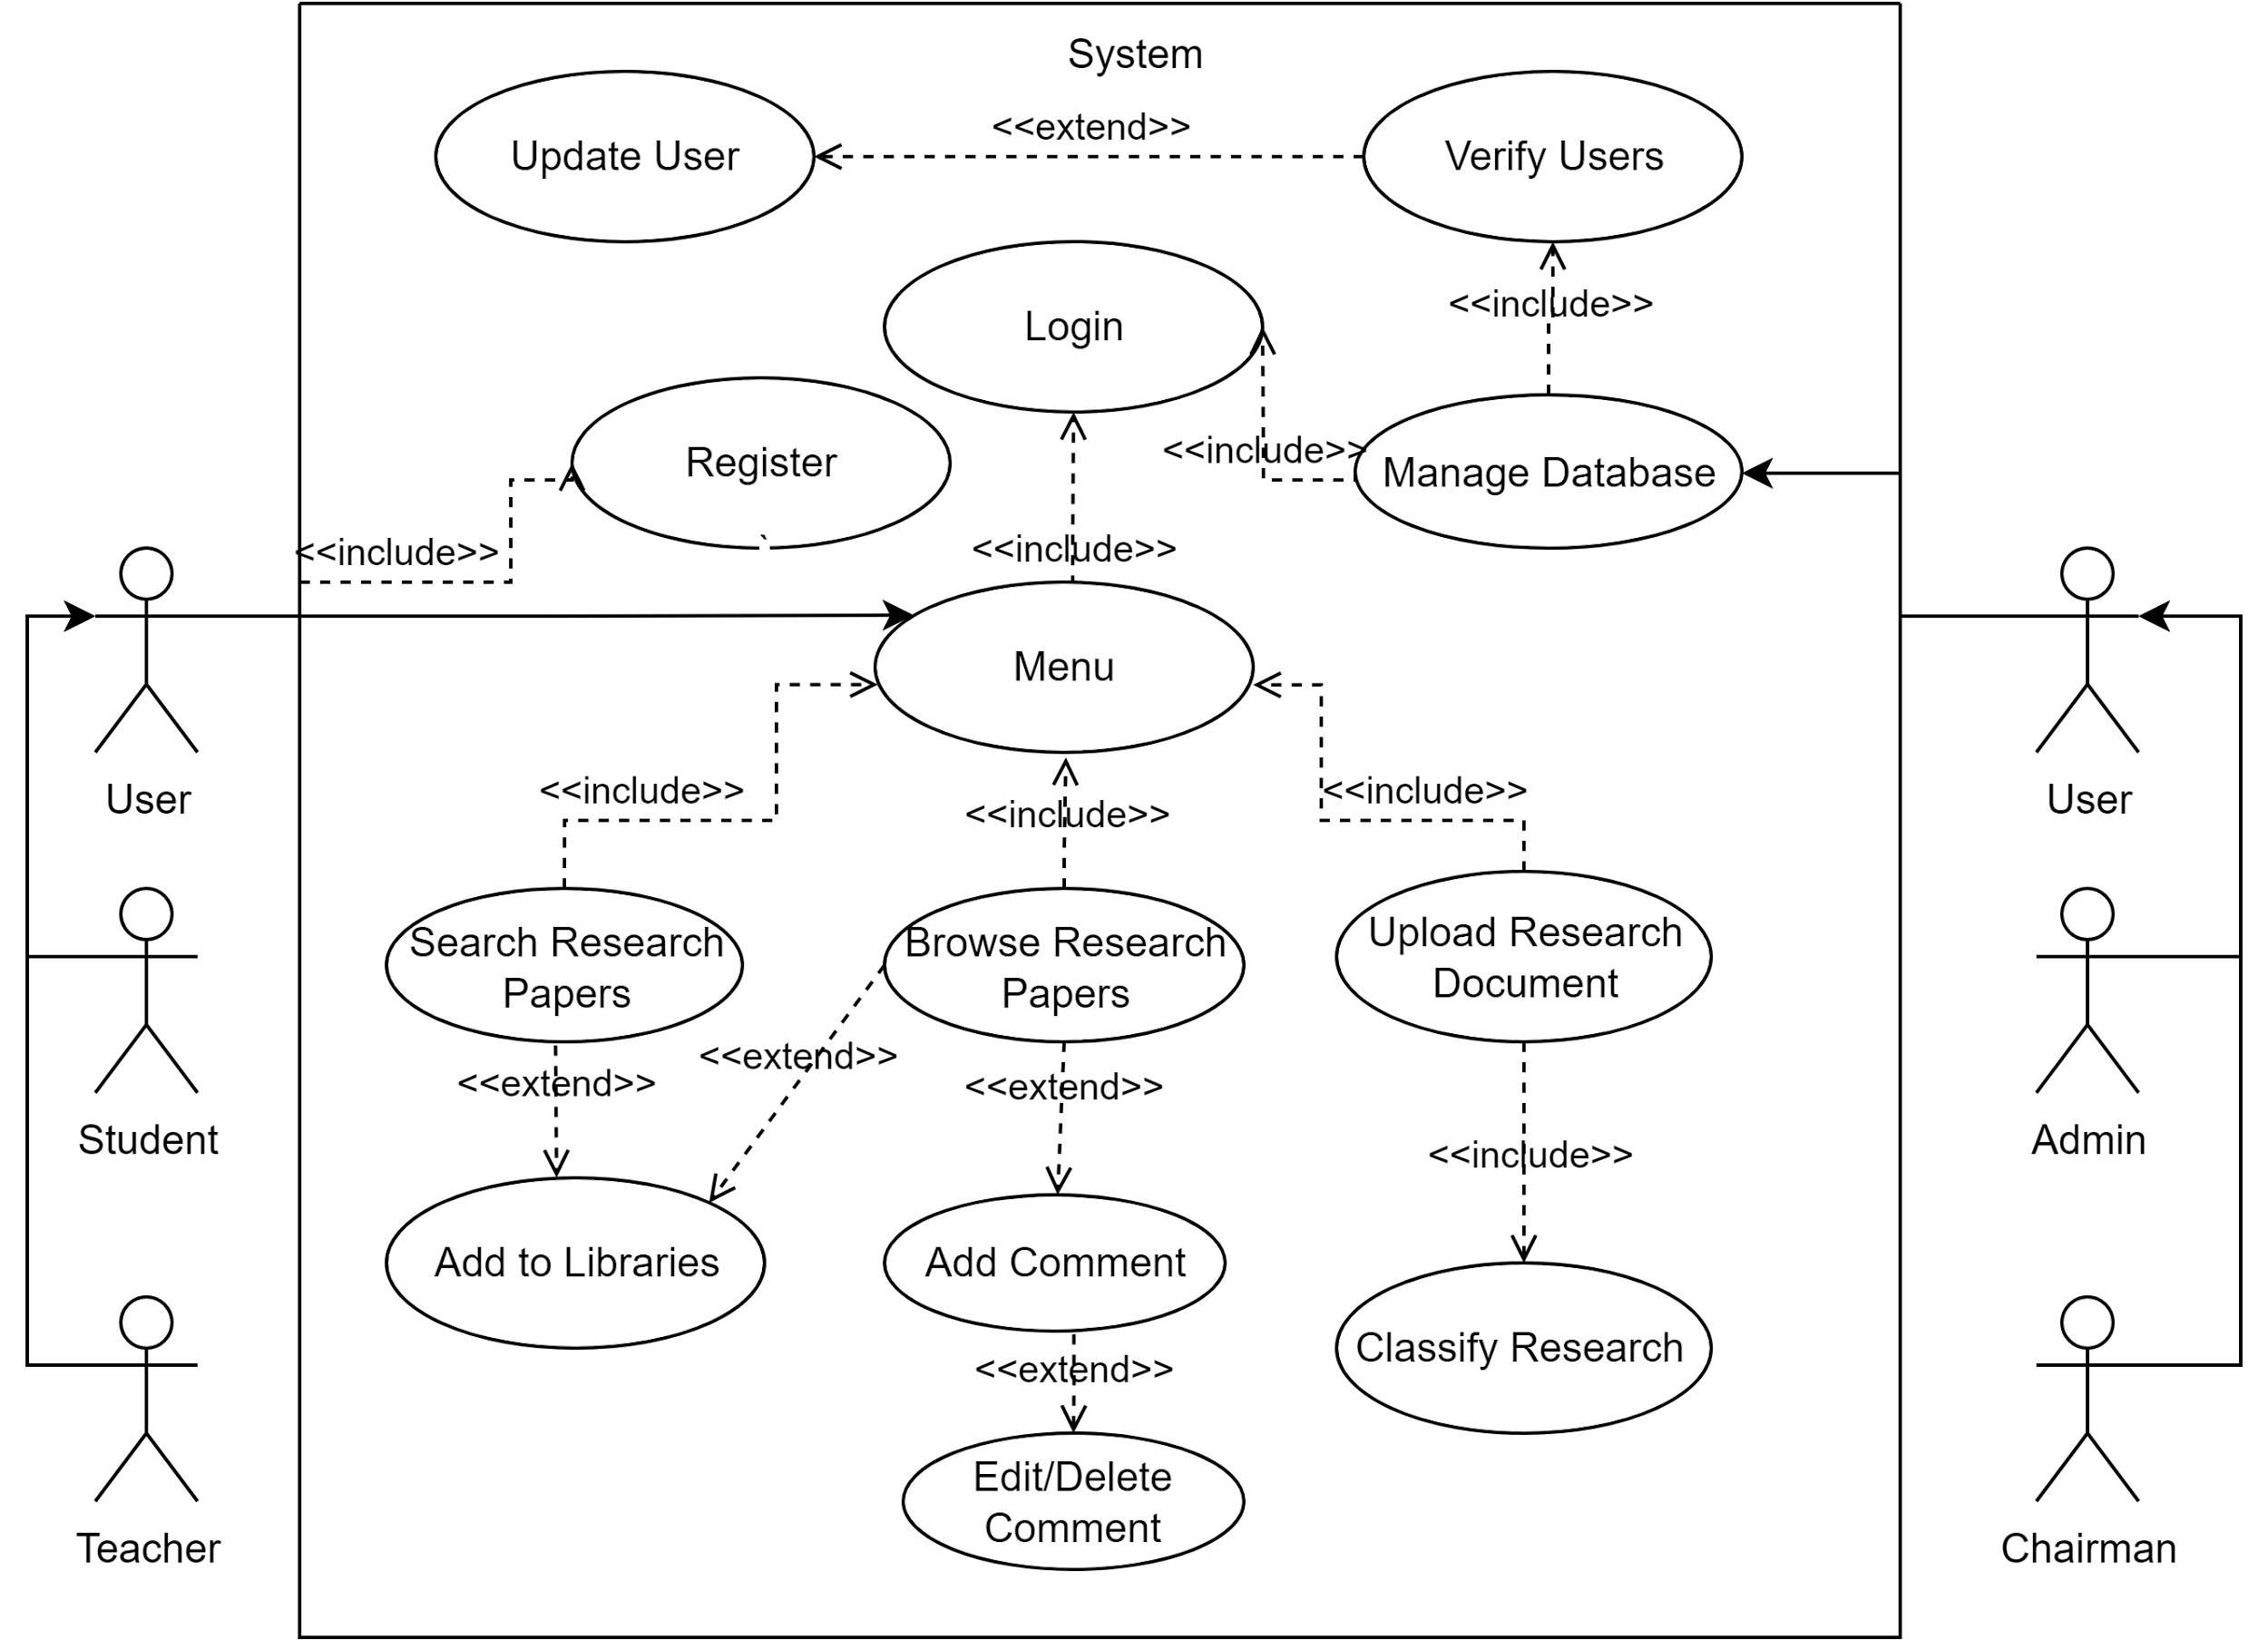 System
<<extend>>
Update User
Verify Users
<<include>>
Login
<<include>>
Register
Manage Database
<<include>>
<<include>>
`
Menu
<<include>>
<<include>>
<<include>>
User
User
Search Research
Papers
Browse Research
Papers
Upload Research
Document
<<extend>>
<<extend>>
<<extend>>
Student
<<include>>
Admin
Add to Libraries
Add Comment
Classify Research
<<extend>>
Edit/Delete
Comment
Teacher
Chairman